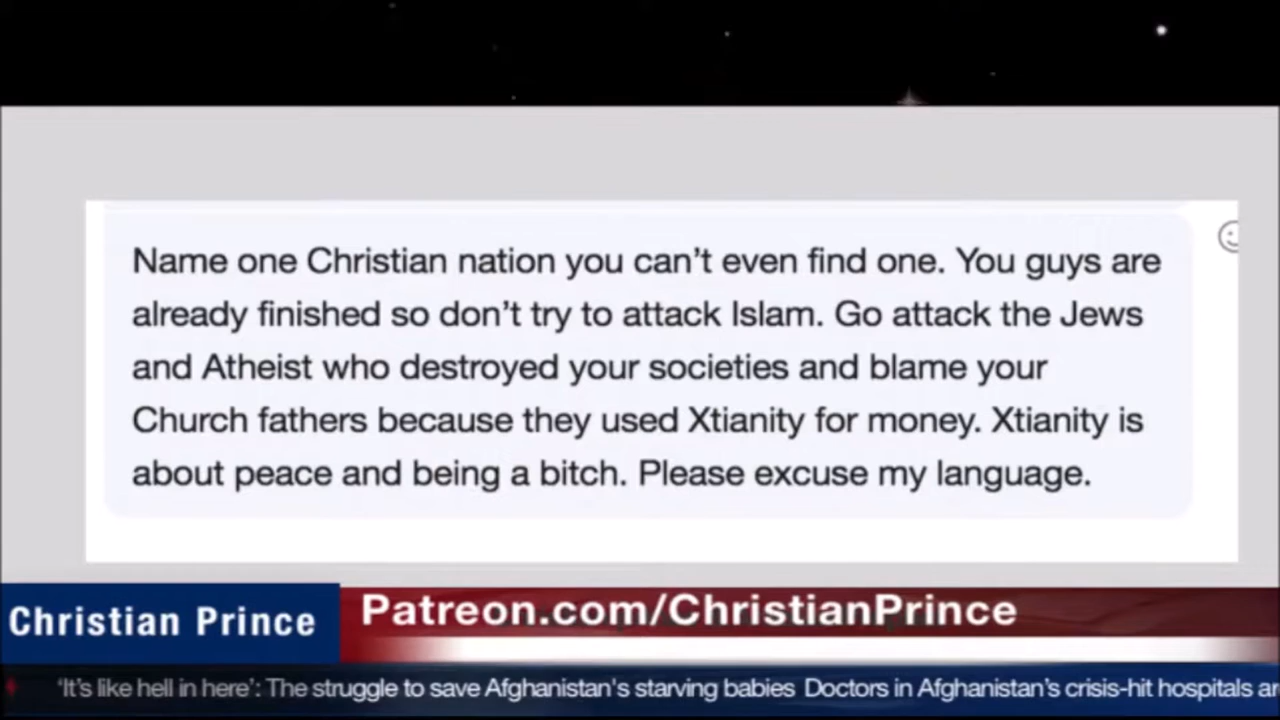 Name one Christian nation you can't even find one. You guys are
already finished so don't try to attack Islam. Go attack the Jews
and Atheist who destroyed your societies and blame your
Church fathers because they used Xtianity for money. Xtianity is
about peace and being a bitch. Please excuse my language.
Christian Prince
Patreon.com/ChristianPrince
'It's like hell in here': The struggle to save Afghanistan's starving babies Doctors in Afghanistan's crisis-hit hospitals